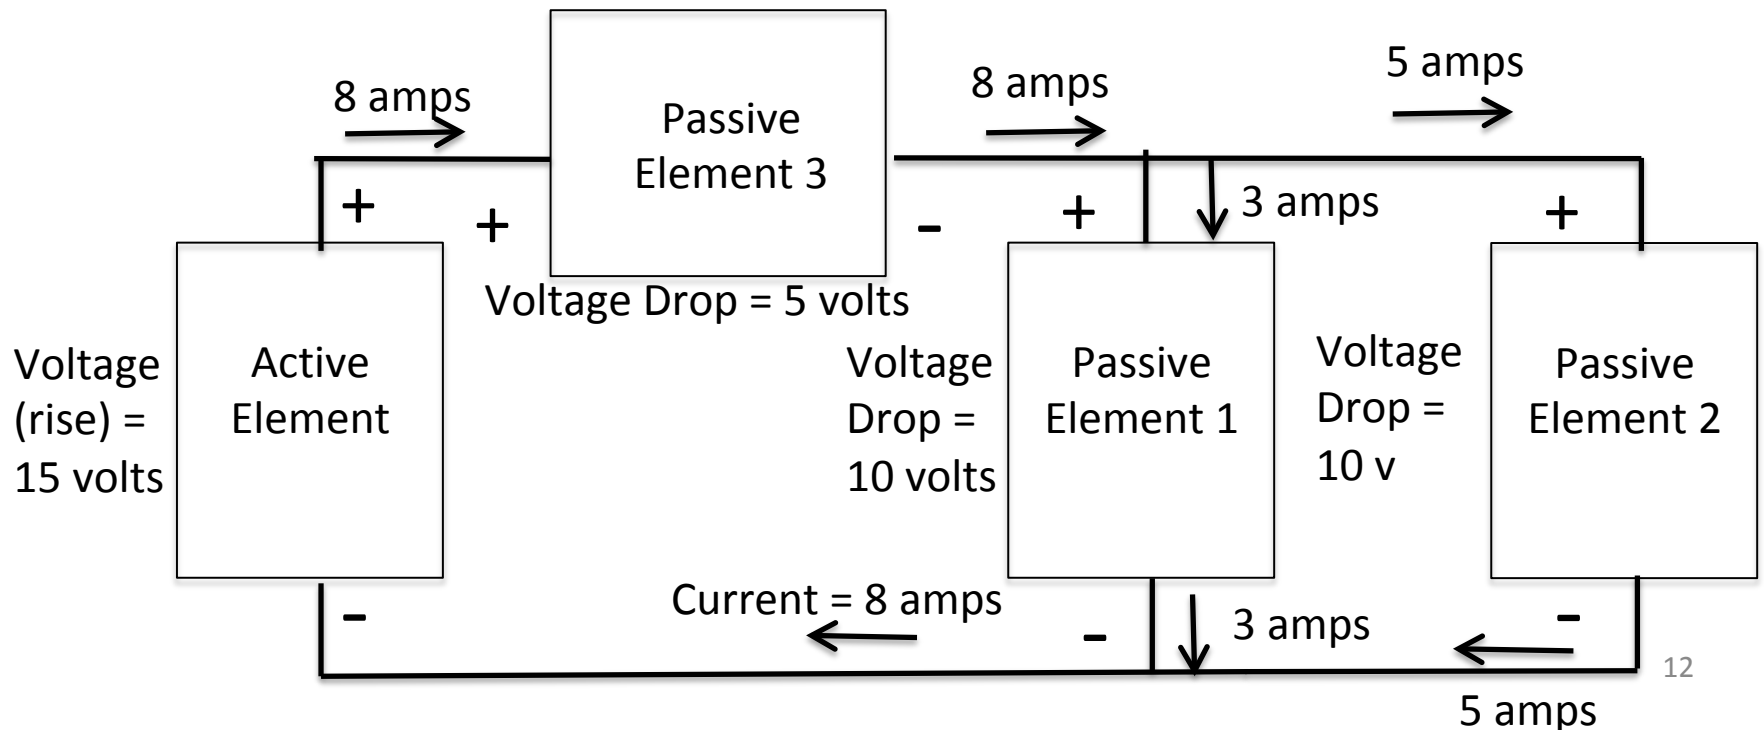 8 amps
Passive
Element 3
8 amps
5 amps
+
+
-
+
3 amps
+
Voltage Drop = 5 volts
Voltage
(rise) =
15 volts
Active
Element
Voltage
Drop =
10 volts
Passive
Element 1
Voltage
Drop =
10 v
Passive
Element 2
-
Current = 8 amps
-
3 amps
-
5 amps
12